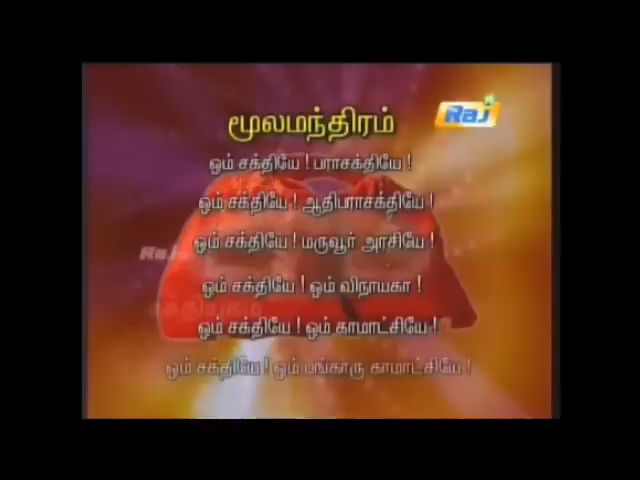 மூலமந்திரம்
Raj
ஓம் சக்தியே ! பராசக்தியே !
ஓம் சக்தியே ! ஆதிபராசக்தியே !
ஓம் சக்தியே ! மருவூர் அரசியே !
Raj
ஓம் சக்தியே ! ஓம் விநாயகா !
ஓம் சக்தியே ! ஓம் காமாட்சியே !
ஓம் சக்தியே ! ஓம் பங்காரு காமாட்சியே !